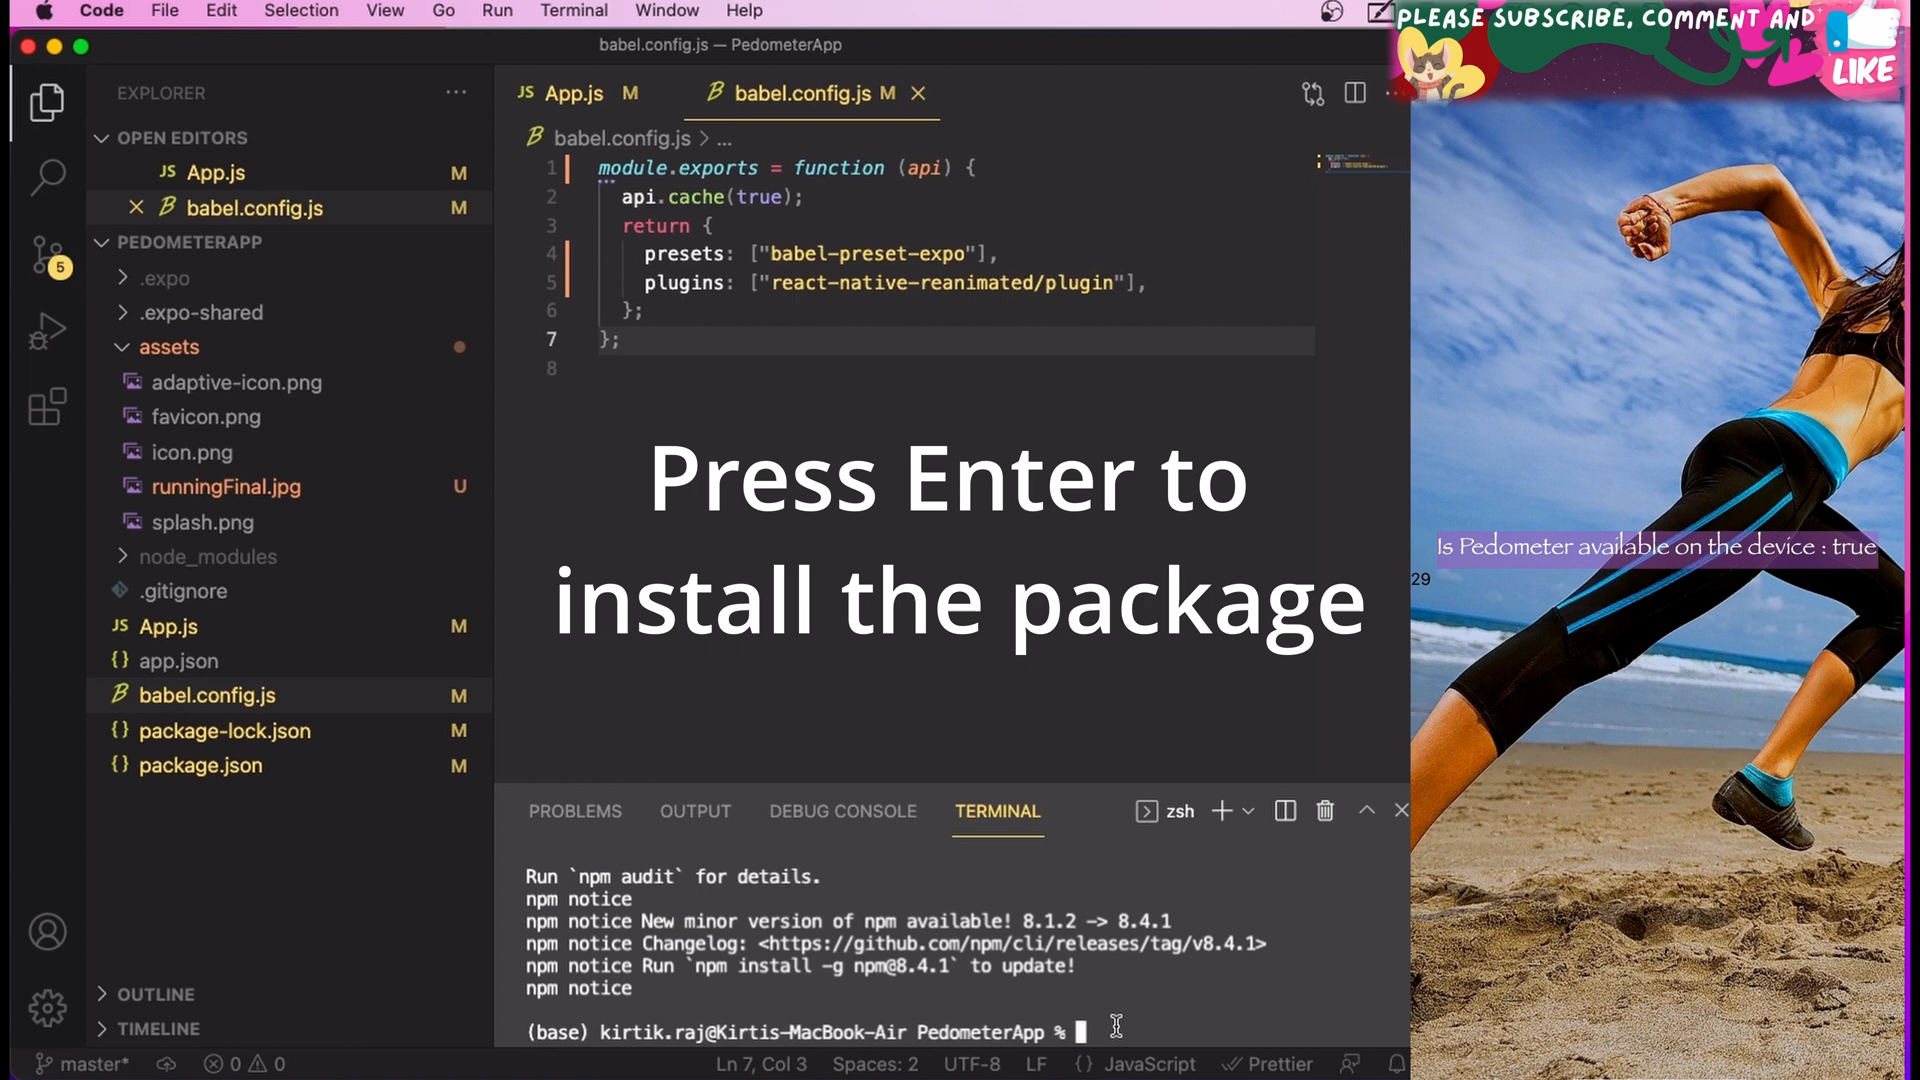 Code File Edit Selection View Go Run Terminal Window Help
PLEASE SUBSCRIBE, COMMENT AND
LIKE
babel.config.js — PedometerApp
EXPLORER
OPEN EDITORS
JS App.js M
babel.config.js M
PEDOMETERAPP
.expo
.expo-shared
assets
adaptive-icon.png
favicon.png
icon.png
runningFinal.jpg U
splash.png
node_modules
.gitignore
JS App.js M
{} app.json
babel.config.js M
{} package-lock.json M
{} package.json M
OUTLINE
TIMELINE
5
JS App.js M babel.config.js M
babel.config.js > ...
1 module.exports = function (api) {
2 api.cache(true);
3 return {
4 presets: ["babel-preset-expo"],
5 plugins: ["react-native-reanimated/plugin"],
6 };
7 };
8
Press Enter to
install the package
PROBLEMS OUTPUT DEBUG CONSOLE TERMINAL zsh
Run `npm audit` for details.
npm notice
npm notice New minor version of npm available! 8.1.2 -> 8.4.1
npm notice Changelog: <https://github.com/npm/cli/releases/tag/v8.4.1>
npm notice Run `npm install -g npm@8.4.1` to update!
npm notice
(base) kirtik.raj@Kirtis-MacBook-Air PedometerApp %
Is Pedometer available on the device : true
29
master* 0 0 Ln 7, Col 3 Spaces: 2 UTF-8 LF {} JavaScript Prettier